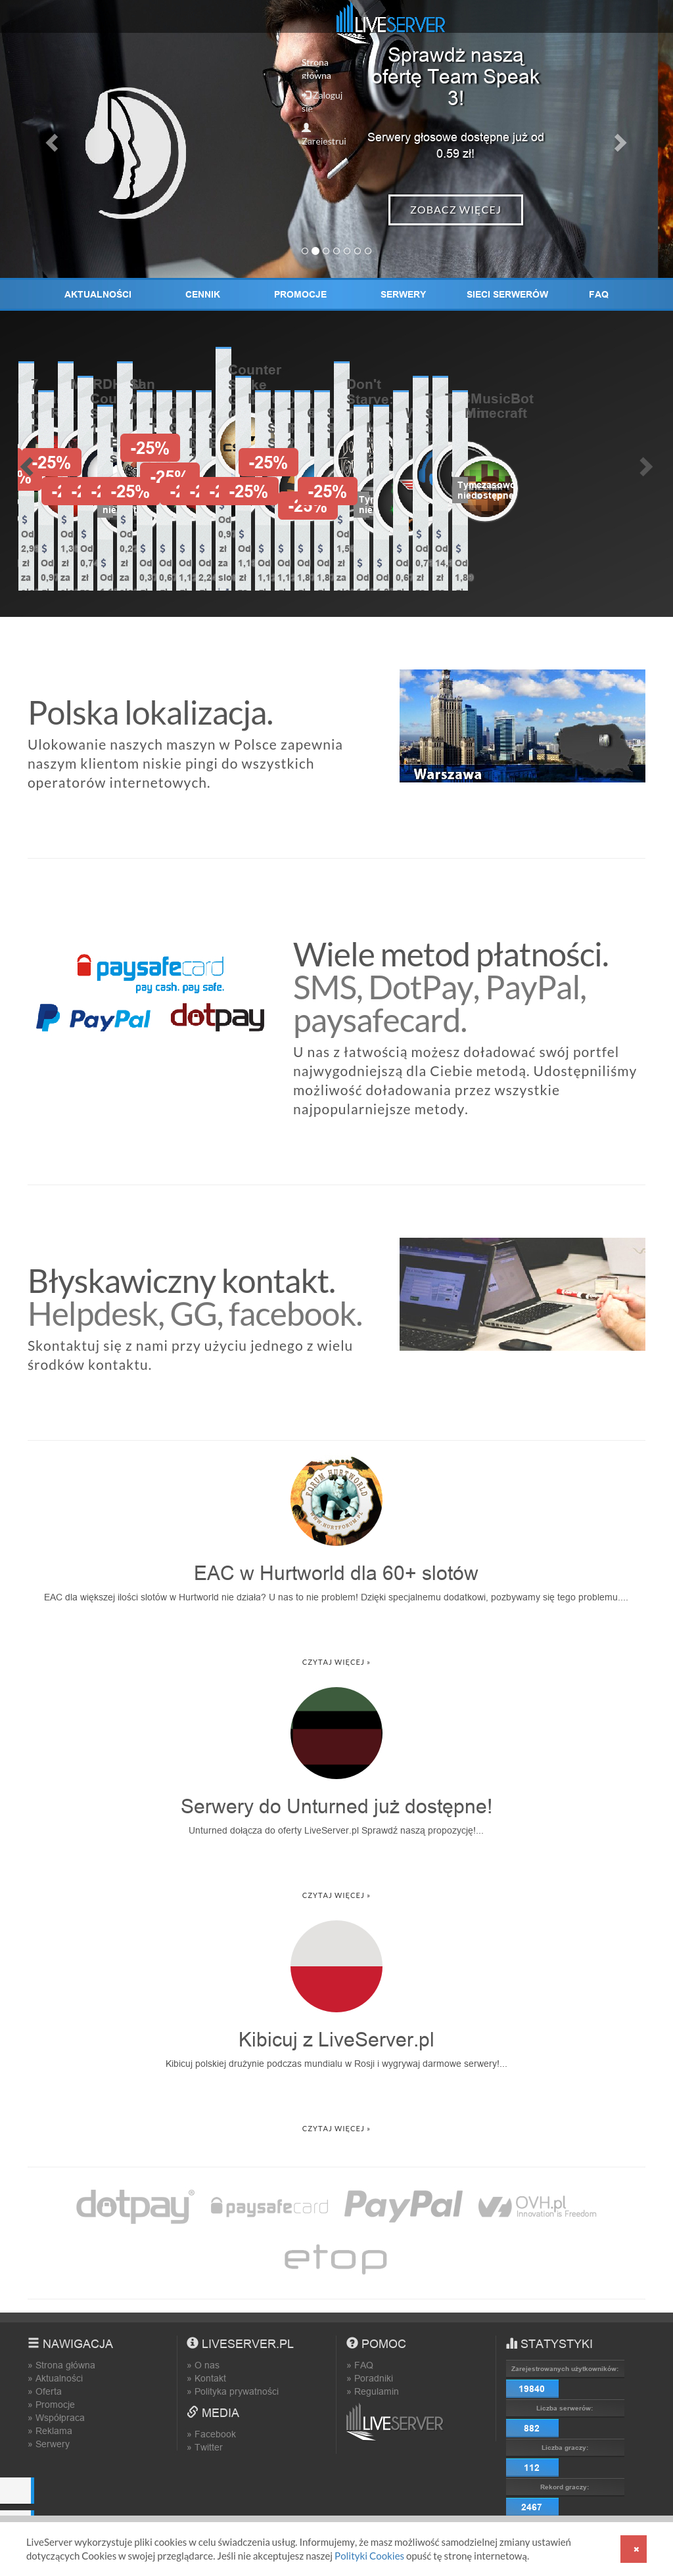 LIVESERVER
Strona główna
Zaloguj się
Zarejestruj
Sprawdź naszą
ofertę Team Speak
3!
Serwery głosowe dostępne już od
0.59 zł!
ZOBACZ WIĘCEJ
AKTUALNOŚCI CENNIK PROMOCJE SERWERY SIECI SERWERÓW FAQ
Counter
Don't
Starve:
MusicBot
Minecraft
-25%
-25%
-25%
-25%
-25%
-25%
-25%
Tymczasowo
niedostępne
Polska lokalizacja.
Ulokowanie naszych maszyn w Polsce zapewnia
naszym klientom niskie pingi do wszystkich
operatorów internetowych.
Warszawa
paysafecard
pay cash. pay safe.
PayPal dotpay
Wiele metod płatności.
SMS, DotPay, PayPal,
paysafecard.
U nas z łatwością możesz doładować swój portfel
najwygodniejszą dla Ciebie metodą. Udostępniliśmy
możliwość doładowania przez wszystkie
najpopularniejsze metody.
Błyskawiczny kontakt.
Helpdesk, GG, facebook.
Skontaktuj się z nami przy użyciu jednego z wielu
środków kontaktu.
FORUM HURTWORLD
WWW.HORTFORUM.PL
EAC w Hurtworld dla 60+ slotów
EAC dla większej ilości slotów w Hurtworld nie działa? U nas to nie problem! Dzięki specjalnemu dodatkowi, pozbywamy się tego problemu....
CZYTAJ WIĘCEJ »
Serwery do Unturned już dostępne!
Unturned dołącza do oferty LiveServer.pl Sprawdź naszą propozycję!...
CZYTAJ WIĘCEJ »
Kibicuj z LiveServer.pl
Kibicuj polskiej drużynie podczas mundialu w Rosji i wygrywaj darmowe serwery!...
CZYTAJ WIĘCEJ »
dotpay® paysafecard PayPal OVH.pl
Innovation is Freedom
etop
NAWIGACJA
» Strona główna
» Aktualności
» Oferta
» Promocje
» Współpraca
» Reklama
» Serwery
LIVESERVER.PL
» O nas
» Kontakt
» Polityka prywatności
MEDIA
» Facebook
» Twitter
POMOC
» FAQ
» Poradniki
» Regulamin
LIVESERVER
STATYSTYKI
Zarejestrowanych użytkowników:
19840
Liczba serwerów:
882
Liczba graczy:
112
Rekord graczy:
2467
LiveServer wykorzystuje pliki cookies w celu świadczenia usług. Informujemy, że masz możliwość samodzielnej zmiany ustawień
dotyczących Cookies w swojej przeglądarce. Jeśli nie akceptujesz naszej Polityki Cookies opuść tę stronę internetową.